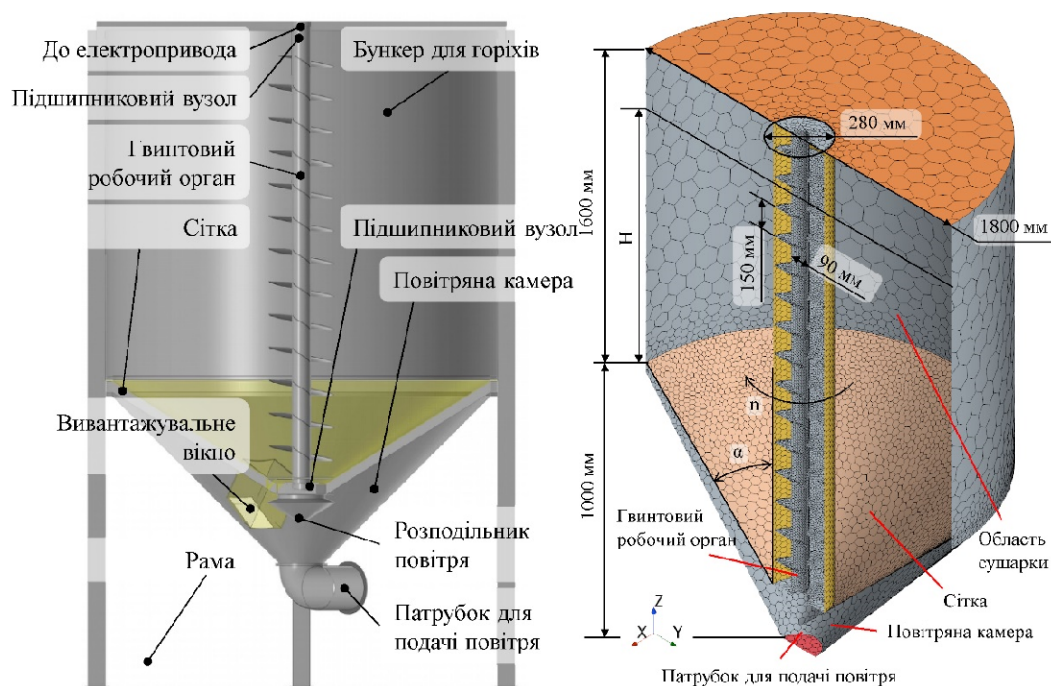 До електропривода
Підшипниковий вузол
Гвинтовий
робочий орган
Сітка
Вивантажувальне
вікно
Рама
Бункер для горіхів
Підшипниковий вузол
Повітряна камера
Розподільник
повітря
Патрубок для
подачі повітря
280 мм
1600 мм
H
150 мм
90 мм
1800 мм
n
α
1000 мм
Гвинтовий
робочий орган
Область
сушарки
Сітка
Повітряна камера
Патрубок для подачі повітря
Z
X
Y